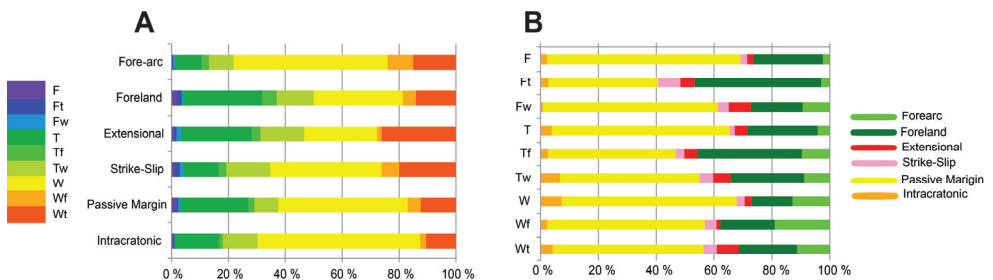 A
B
F
Ft
Fw
T
Tf
Tw
W
Wf
Wt
Fore-arc
Foreland
Extensional
Strike-Slip
Passive Margin
Intracratonic
0 % 20 % 40 % 60 % 80 % 100 %
F
Ft
Fw
T
Tf
Tw
W
Wf
Wt
0 % 20 % 40 % 60 % 80 % 100 %
Forearc
Foreland
Extensional
Strike-Slip
Passive Marigin
Intracratonic